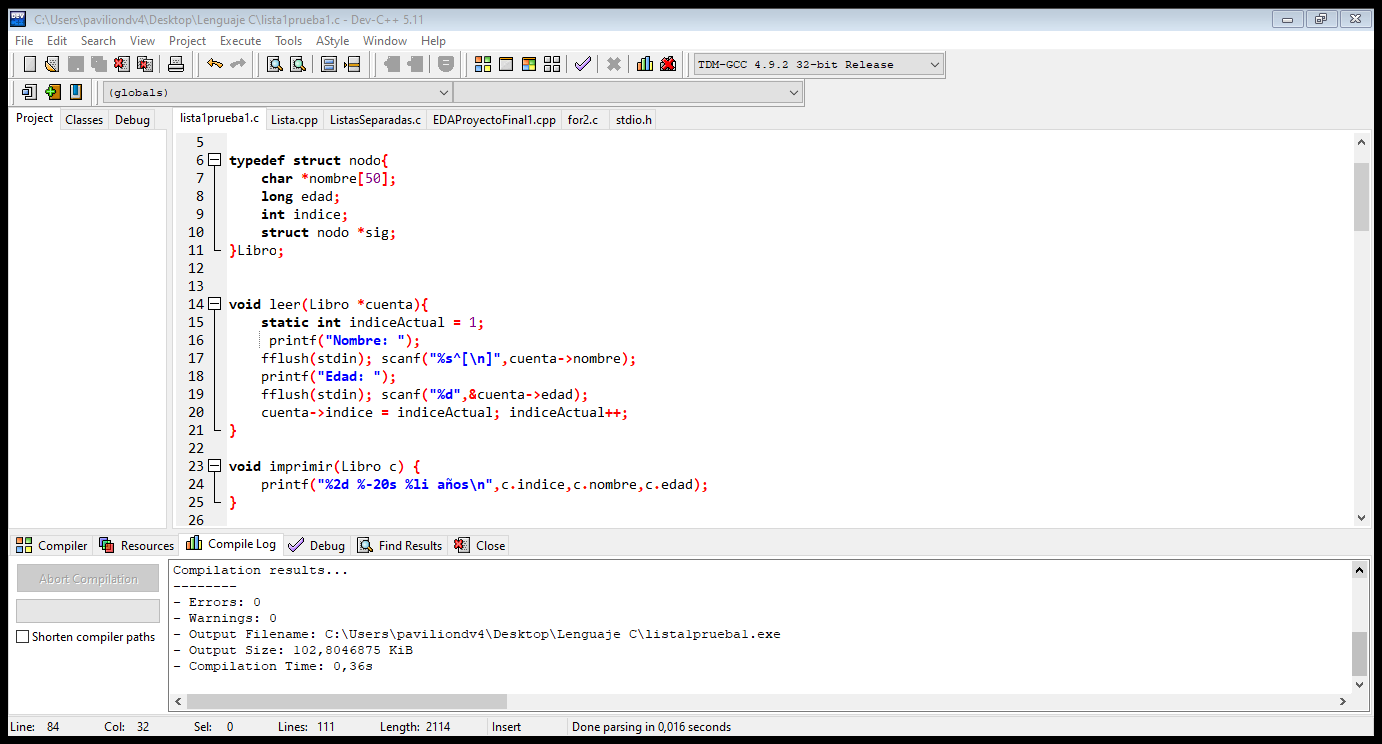 C:\Users\paviliondv4\Desktop\Lenguaje C\lista1prueba1.c - Dev-C++ 5.11
File Edit Search View Project Execute Tools AStyle Window Help
TDM-GCC 4.9.2 32-bit Release
(globals)
Project Classes Debug
lista1prueba1.c Lista.cpp ListasSeparadas.c EDAProyectoFinal1.cpp for2.c stdio.h
5
6 typedef struct nodo{
7 char *nombre[50];
8 long edad;
9 int indice;
10 struct nodo *sig;
11 }Libro;
12
13
14 void leer(Libro *cuenta){
15 static int indiceActual = 1;
16 printf("Nombre: ");
17 fflush(stdin); scanf("%s^[\n]",cuenta->nombre);
18 printf("Edad: ");
19 fflush(stdin); scanf("%d",&cuenta->edad);
20 cuenta->indice = indiceActual; indiceActual++;
21 }
22
23 void imprimir(Libro c) {
24 printf("%2d %-20s %li años\n",c.indice,c.nombre,c.edad);
25 }
26
Compiler Resources Compile Log Debug Find Results Close
Abort Compilation
Shorten compiler paths
Compilation results...
--------
- Errors: 0
- Warnings: 0
- Output Filename: C:\Users\paviliondv4\Desktop\Lenguaje C\lista1prueba1.exe
- Output Size: 102,8046875 KiB
- Compilation Time: 0,36s
Line: 84 Col: 32 Sel: 0 Lines: 111 Length: 2114 Insert Done parsing in 0,016 seconds